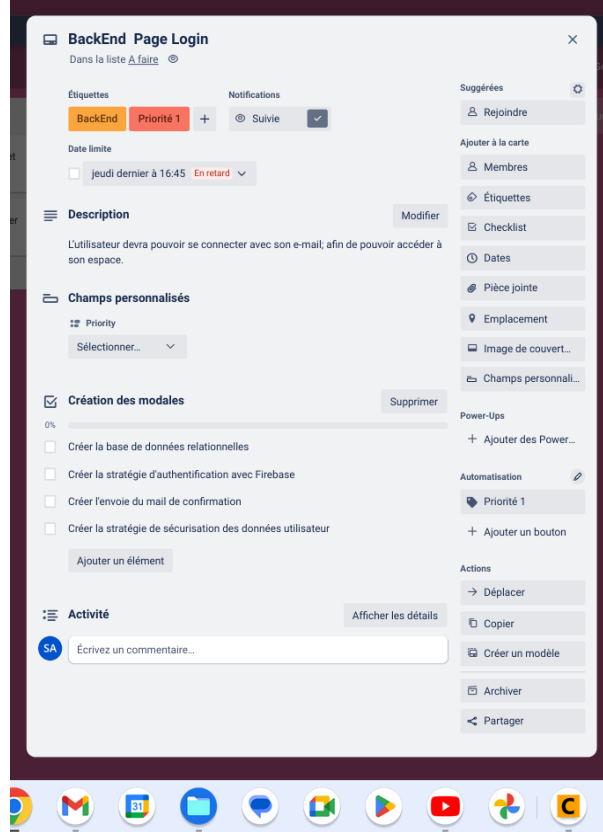 BackEnd Page Login
Dans la liste A faire
Étiquettes
Notifications
BackEnd
Priorité 1
Suivie
Date limite
jeudi dernier à 16:45 En retard
Description
Modifier
L'utilisateur devra pouvoir se connecter avec son e-mail; afin de pouvoir accéder à
son espace.
Champs personnalisés
Priority
Sélectionner...
Création des modales
Supprimer
0%
Créer la base de données relationnelles
Créer la stratégie d'authentification avec Firebase
Créer l'envoie du mail de confirmation
Créer la stratégie de sécurisation des données utilisateur
Ajouter un élément
Activité
Afficher les détails
SA
Écrivez un commentaire...
Suggérées
Rejoindre
Ajouter à la carte
Membres
Étiquettes
Checklist
Dates
Pièce jointe
Emplacement
Image de couvert...
Champs personnali...
Power-Ups
+ Ajouter des Power...
Automatisation
Priorité 1
+ Ajouter un bouton
Actions
Déplacer
Copier
Créer un modèle
Archiver
Partager
31
C